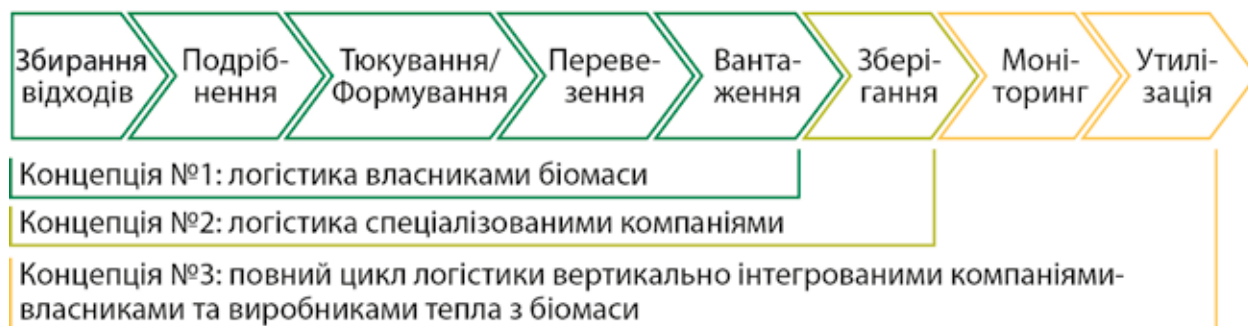 Збирання
відходів
Подріб-
нення
Тюкування/
Формування
Переве-
зення
Ванта-
ження
Збері-
гання
Моні-
торинг
Утилі-
зація
Концепція №1: логістика власниками біомаси
Концепція №2: логістика спеціалізованими компаніями
Концепція №3: повний цикл логістики вертикально інтегрованими компаніями-
власниками та виробниками тепла з біомаси